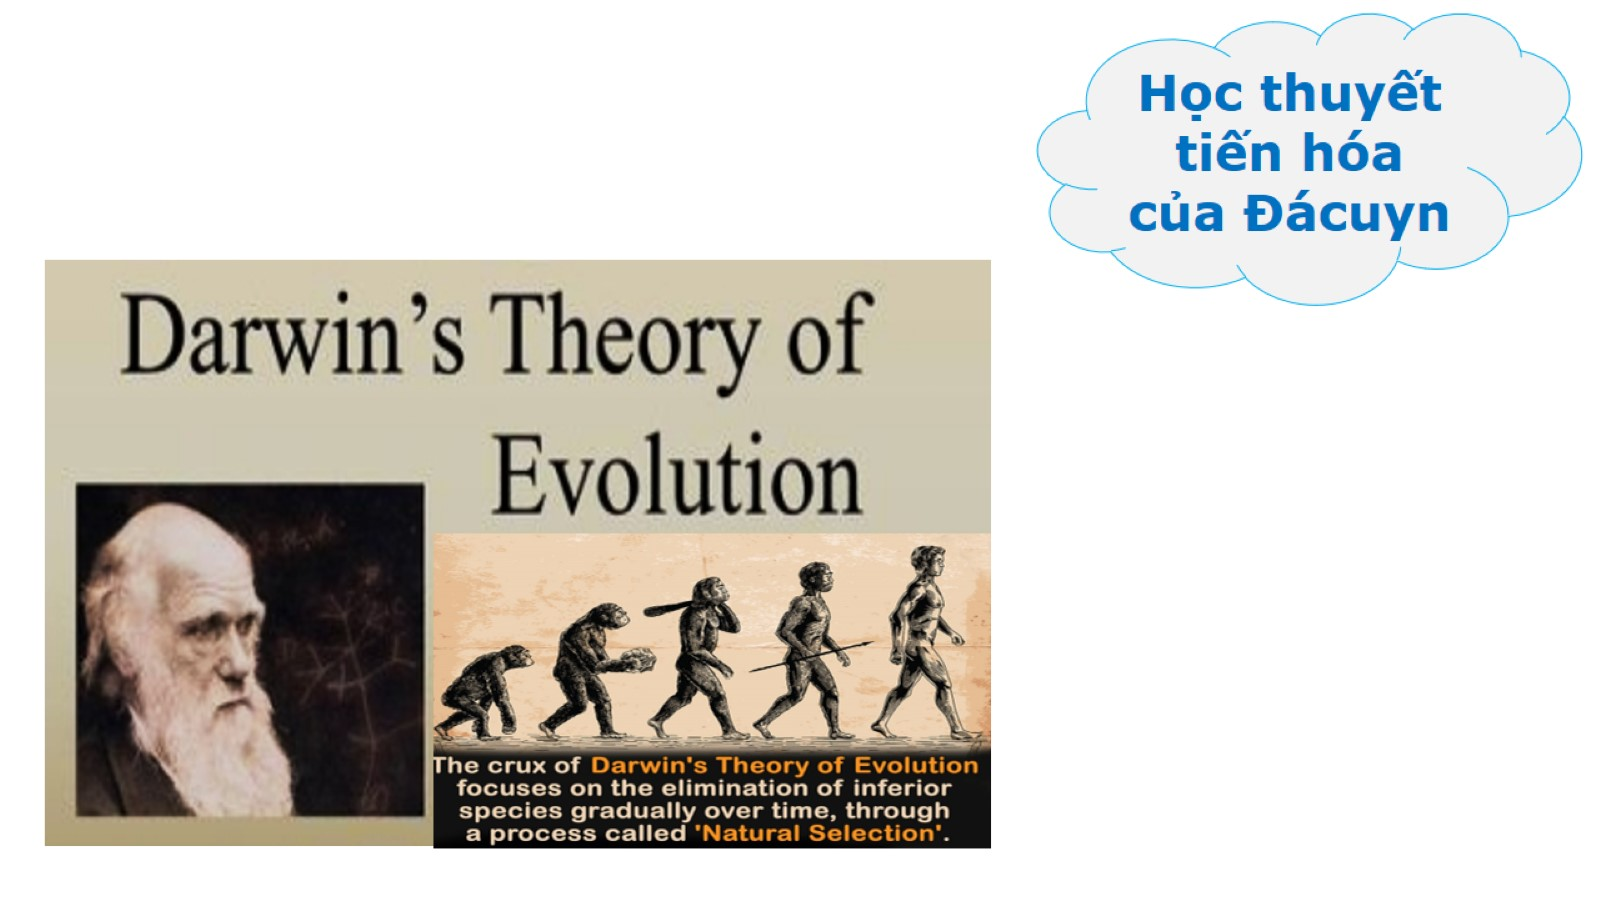 Học thuyết
tiến hóa
của Đácuyn
Darwin’s Theory of
Evolution
The crux of Darwin's Theory of Evolution
focuses on the elimination of inferior
species gradually over time, through
a process called 'Natural Selection'.